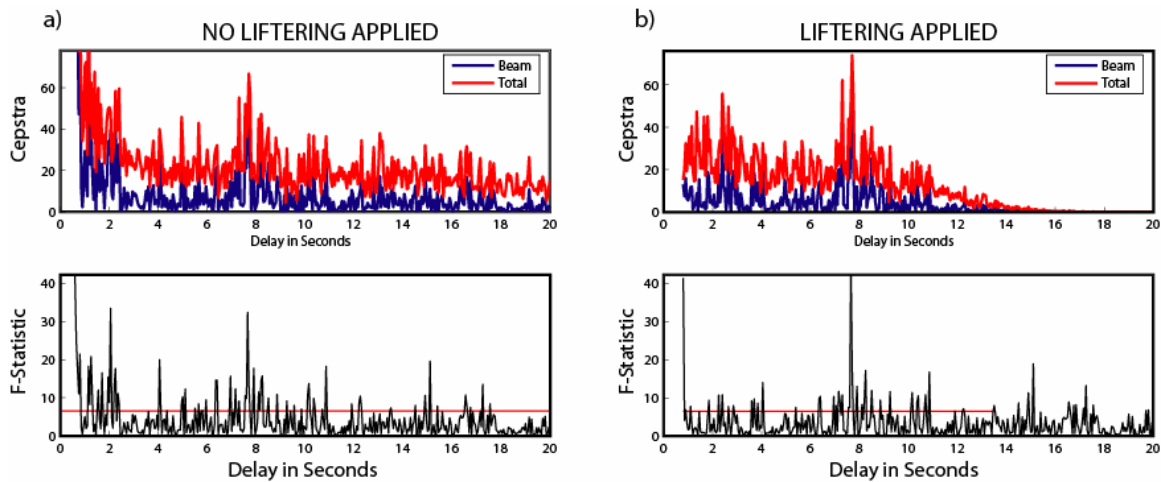 a)
NO LIFTERING APPLIED
Cepstra
60
40
20
0
Beam
Total
0 2 4 6 8 10 12 14 16 18 20
Delay in Seconds
F-Statistic
40
30
20
10
0
0 2 4 6 8 10 12 14 16 18 20
Delay in Seconds
b)
LIFTERING APPLIED
Cepstra
60
40
20
0
Beam
Total
2 4 6 8 10 12 14 16 18 20
Delay in Seconds
F-Statistic
40
30
20
10
0
2 4 6 8 10 12 14 16 18 20
Delay in Seconds